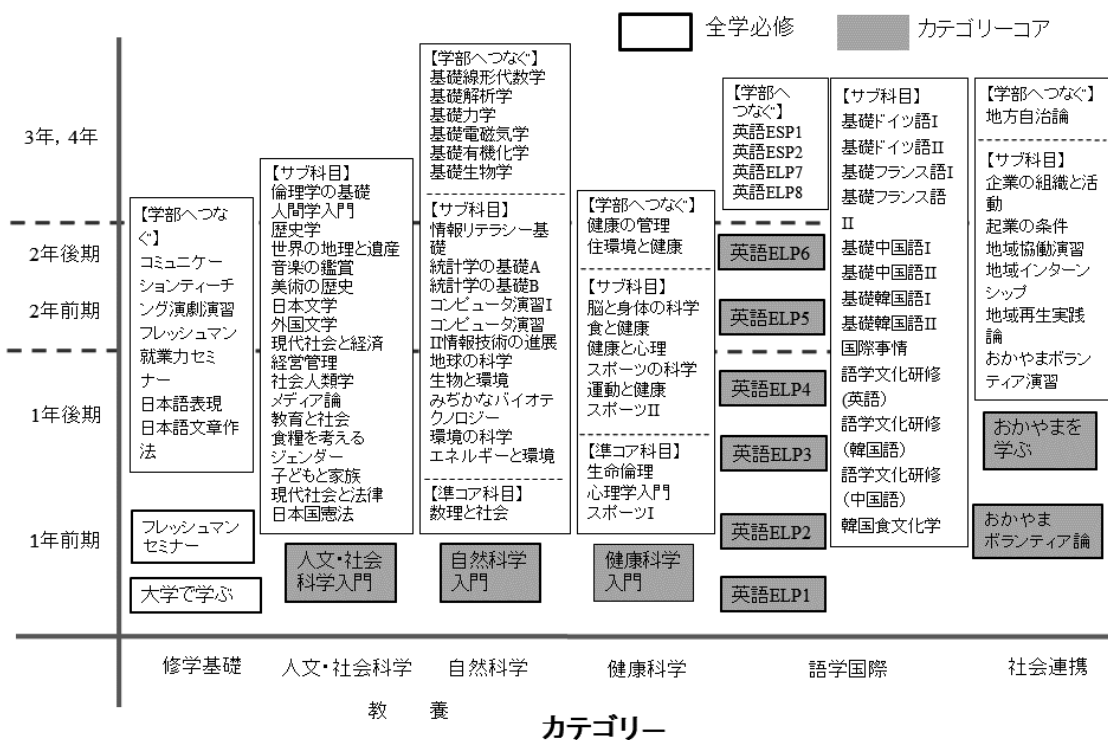 全学必修
カテゴリーコア
3年, 4年
2年後期
2年前期
1年後期
1年前期
【学部へつな
ぐ】
コミュニケー
ションティーチ
ング演劇演習
フレッシュマン
就業力セミ
ナー
日本語表現
日本語文章作
法
フレッシュマン
セミナー
大学で学ぶ
【サブ科目】
倫理学の基礎
人間学入門
歴史学
世界の地理と遺産
音楽の鑑賞
美術の歴史
日本文学
外国文学
現代社会と経済
経営管理
社会人類学
メディア論
教育と社会
食糧を考える
ジェンダー
子どもと家族
現代社会と法律
日本国憲法
人文・社会
科学入門
【学部へつなぐ】
基礎線形代数学
基礎解析学
基礎力学
基礎電磁気学
基礎有機化学
基礎生物学
【サブ科目】
情報リテラシー基
礎
統計学の基礎A
統計学の基礎B
コンピュータ演習I
コンピュータ演習
II情報技術の進展
地球の科学
生物と環境
みぢかなバイオテ
クノロジー
環境の科学
エネルギーと環境
【準コア科目】
数理と社会
自然科学
入門
【学部へつなぐ】
健康の管理
住環境と健康
【サブ科目】
脳と身体の科学
食と健康
健康と心理
スポーツの科学
運動と健康
スポーツII
【準コア科目】
生命倫理
心理学入門
スポーツI
健康科学
入門
【学部へ
つなぐ】
英語ESP1
英語ESP2
英語ELP7
英語ELP8
英語ELP6
英語ELP5
英語ELP4
英語ELP3
英語ELP2
英語ELP1
【サブ科目】
基礎ドイツ語I
基礎ドイツ語II
基礎フランス語I
基礎フランス語
II
基礎中国語I
基礎中国語II
基礎韓国語I
基礎韓国語II
国際事情
語学文化研修
(英語)
語学文化研修
(韓国語)
語学文化研修
(中国語)
韓国食文化学
【学部へつなぐ】
地方自治論
【サブ科目】
企業の組織と活
動
起業の条件
地域協働演習
地域インターン
シップ
地域再生実践
論
おかやまボラン
ティア演習
おかやまを
学ぶ
おかやま
ボランティア論
修学基礎
人文・社会科学
自然科学
健康科学
語学国際
社会連携
教 養
カテゴリー